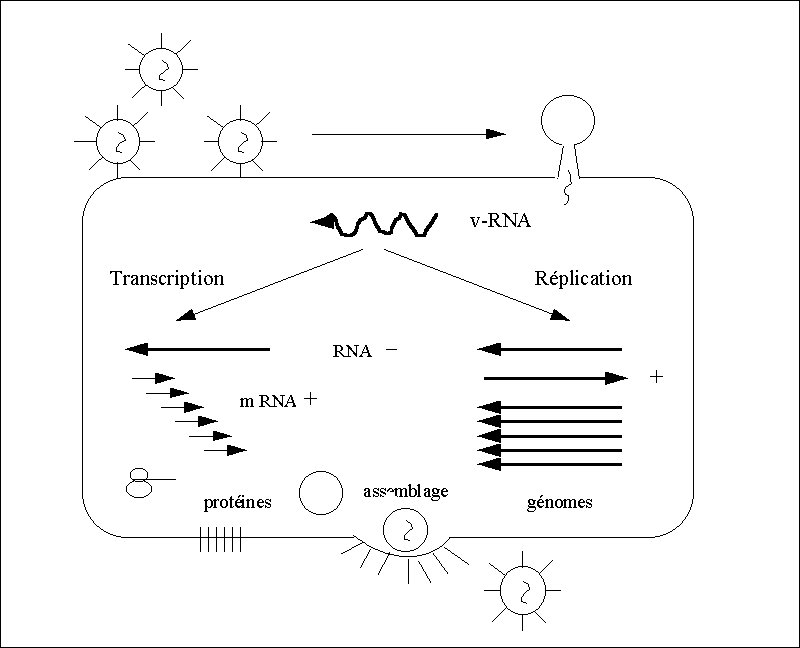 v-RNA
Transcription
Réplication
RNA −
+
m RNA +
assemblage
protéines
génomes